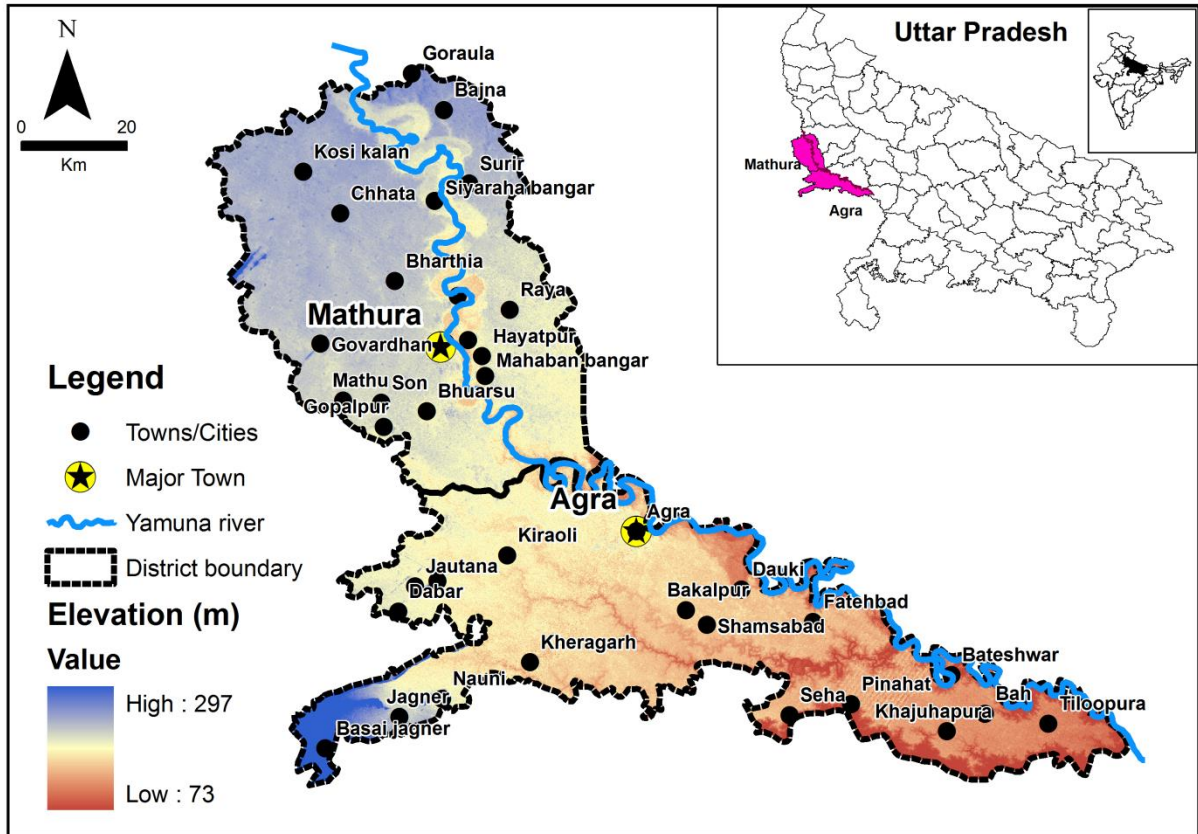 N
0 20
Km
Goraula
Bajna
Kosi kalan
Surir
Siyaraha bangar
Chhata
Bharthia
Raya
Mathura
Hayatpur
Govardhan
Mahaban bangar
Mathu Son
Bhuarsu
Gopalpur
Agra
Agra
Kiraoli
Jautana
Dabar
Dauki
Bakalpur
Fatehbad
Shamsabad
Kheragarh
Nauni
Bateshwar
Pinahat
Seha
Bah
Tiloopura
Khajuhapura
Jagner
Basai jagner
Legend
Towns/Cities
Major Town
Yamuna river
District boundary
Elevation (m)
Value
High : 297
Low : 73
Uttar Pradesh
Mathura
Agra